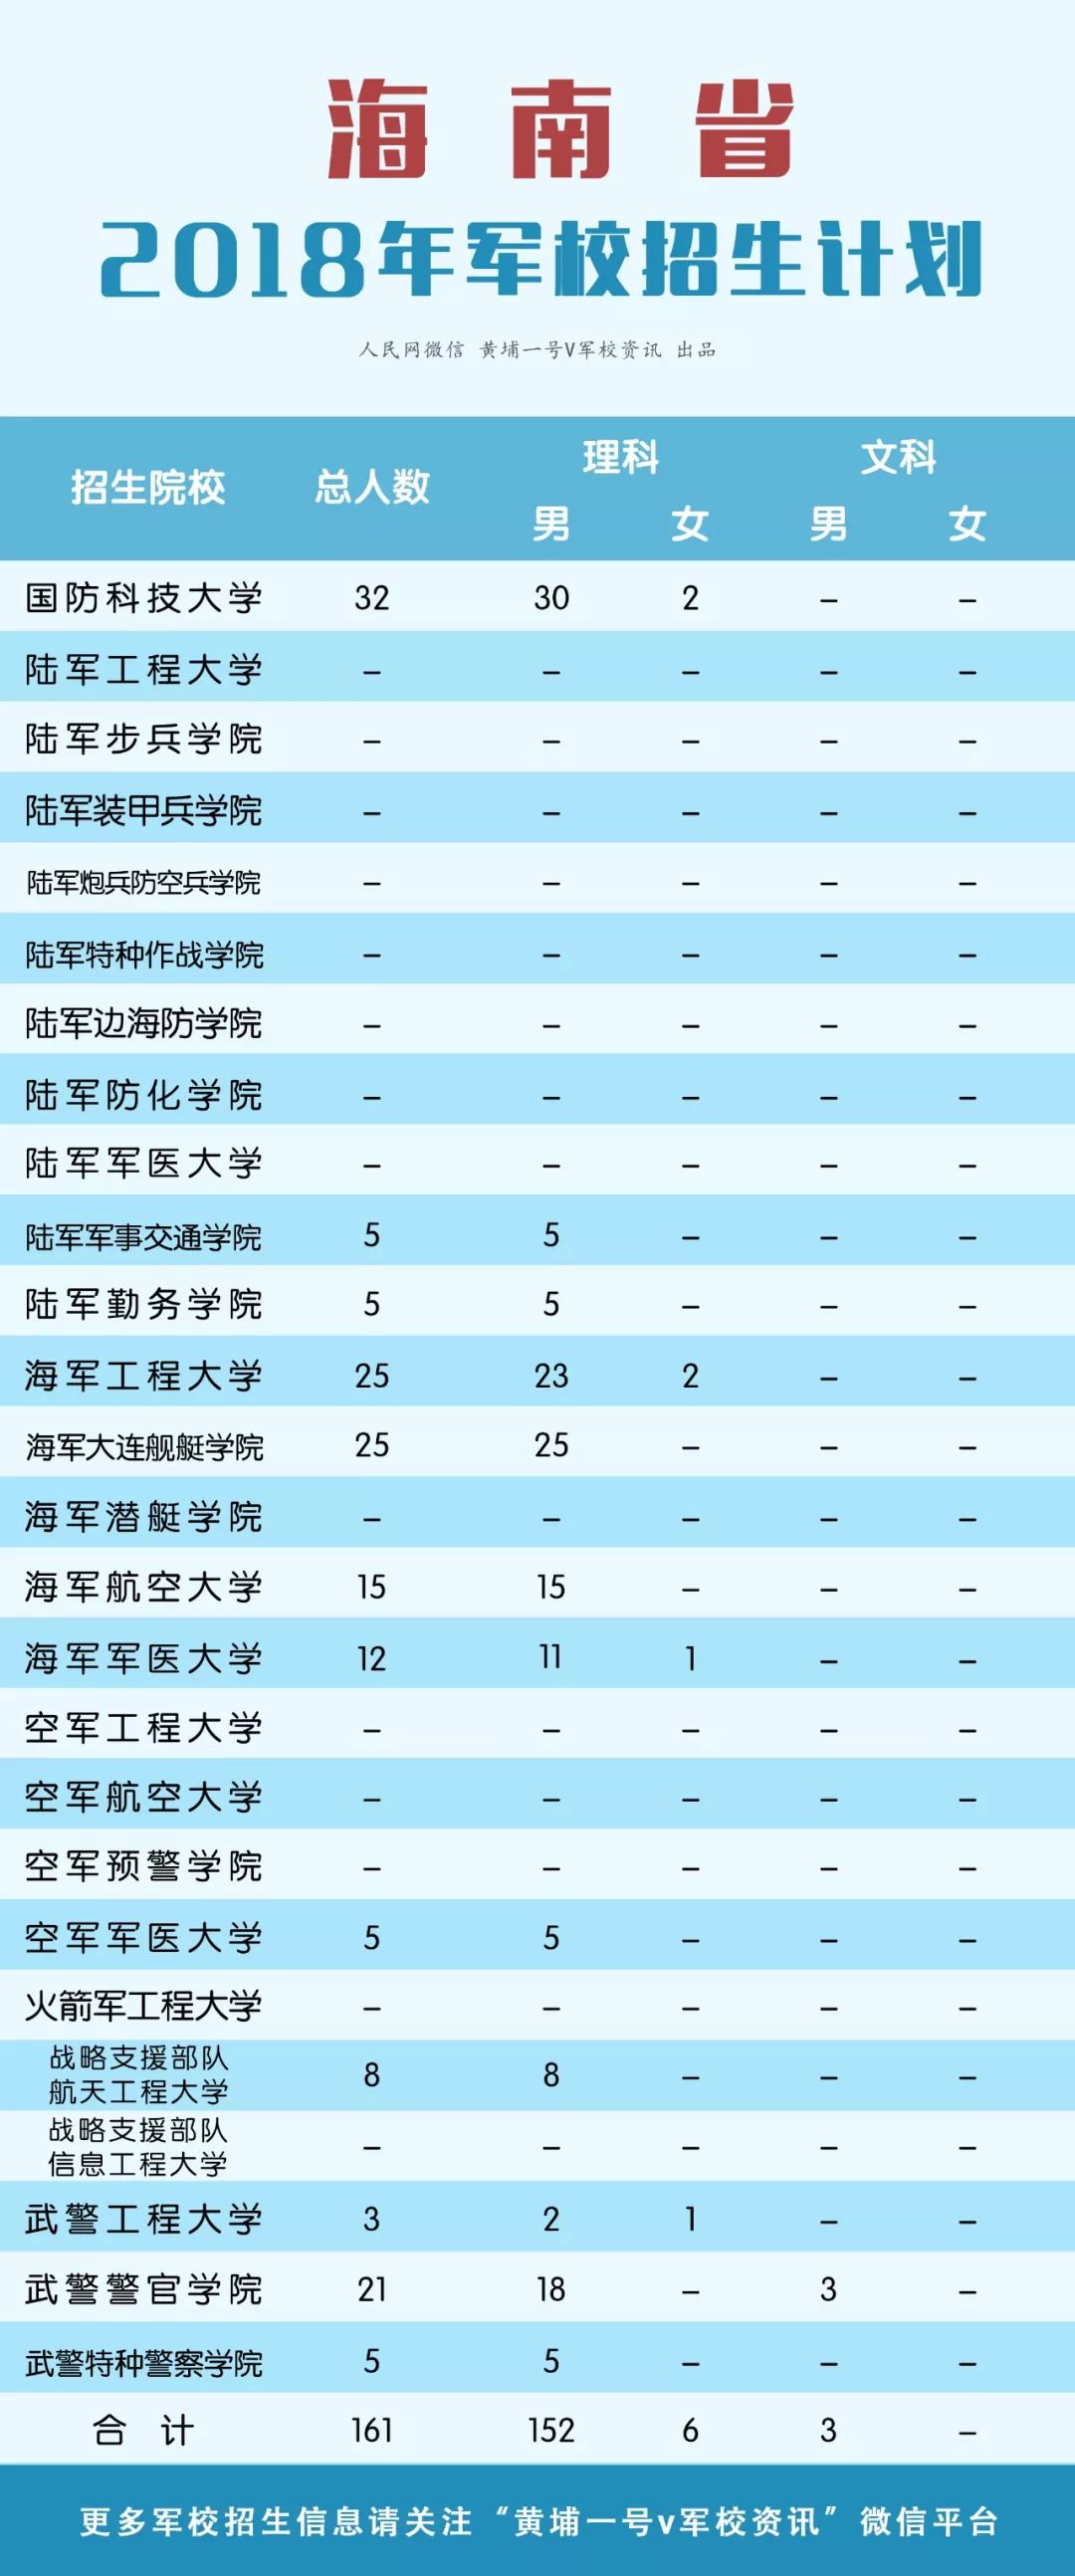 海南省
2018年军校招生计划
人民网微信 黄埔一号V军校资讯 出品
招生院校 总人数 理科 文科
男 女 男 女
国防科技大学 32 30 2 – –
陆军工程大学 – – – – –
陆军步兵学院 – – – – –
陆军装甲兵学院 – – – – –
陆军炮兵防空兵学院 – – – – –
陆军特种作战学院 – – – – –
陆军边海防学院 – – – – –
陆军防化学院 – – – – –
陆军军医大学 – – – – –
陆军军事交通学院 5 5 – – –
陆军勤务学院 5 5 – – –
海军工程大学 25 23 2 – –
海军大连舰艇学院 25 25 – – –
海军潜艇学院 – – – – –
海军航空大学 15 15 – – –
海军军医大学 12 11 1 – –
空军工程大学 – – – – –
空军航空大学 – – – – –
空军预警学院 – – – – –
空军军医大学 5 5 – – –
火箭军工程大学 – – – – –
战略支援部队
航天工程大学 8 8 – – –
战略支援部队
信息工程大学 – – – – –
武警工程大学 3 2 1 – –
武警警官学院 21 18 – 3 –
武警特种警察学院 5 5 – – –
合计 161 152 6 3 –
更多军校招生信息请关注“黄埔一号v军校资讯”微信平台